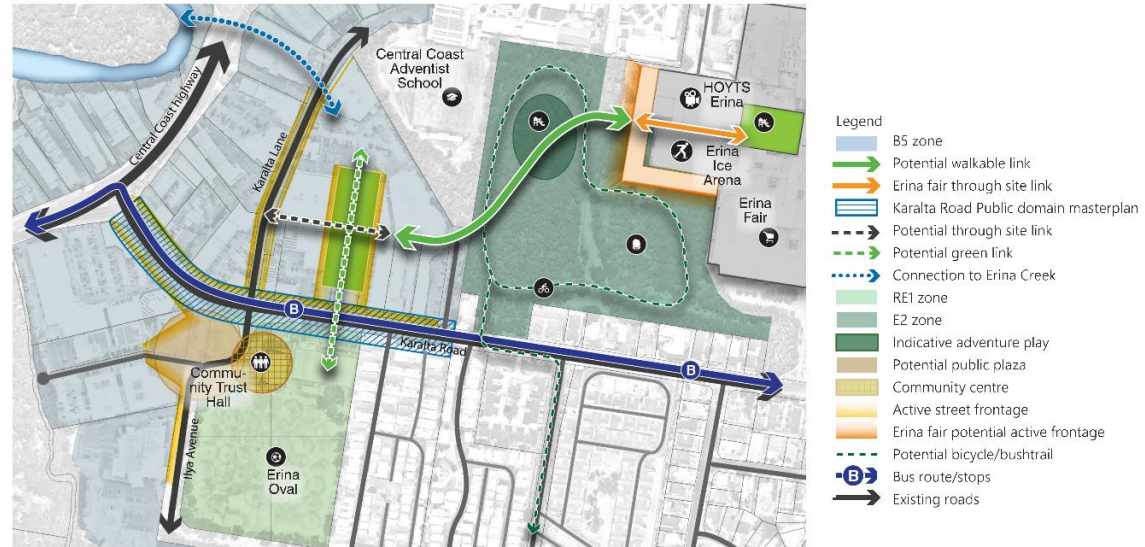 Central Coast
Adventist
School
HOYTS
Erina
Erina
Ice
Arena
Erina
Fair
Central Coast highway
Karalta Lane
B
Karalta Road
B
Commu-
nity Trust
Hall
Ilya Avenue
Erina
Oval
Legend
B5 zone
Potential walkable link
Erina fair through site link
Karalta Road Public domain masterplan
Potential through site link
Potential green link
Connection to Erina Creek
RE1 zone
E2 zone
Indicative adventure play
Potential public plaza
Community centre
Active street frontage
Erina fair potential active frontage
Potential bicycle/bushtrail
B
Bus route/stops
Existing roads